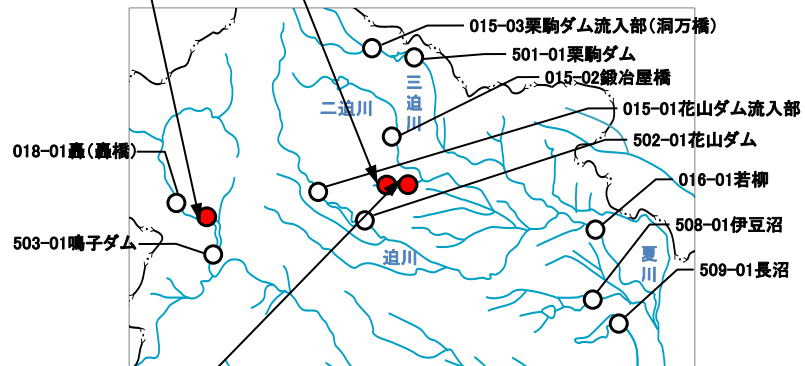 015-03栗駒ダム流入部(洞万橋)
501-01栗駒ダム
015-02鍛冶屋橋
三迫川
二迫川
015-01花山ダム流入部
502-01花山ダム
018-01轟(轟橋)
016-01若柳
508-01伊豆沼
503-01鳴子ダム
迫川
夏川
509-01長沼